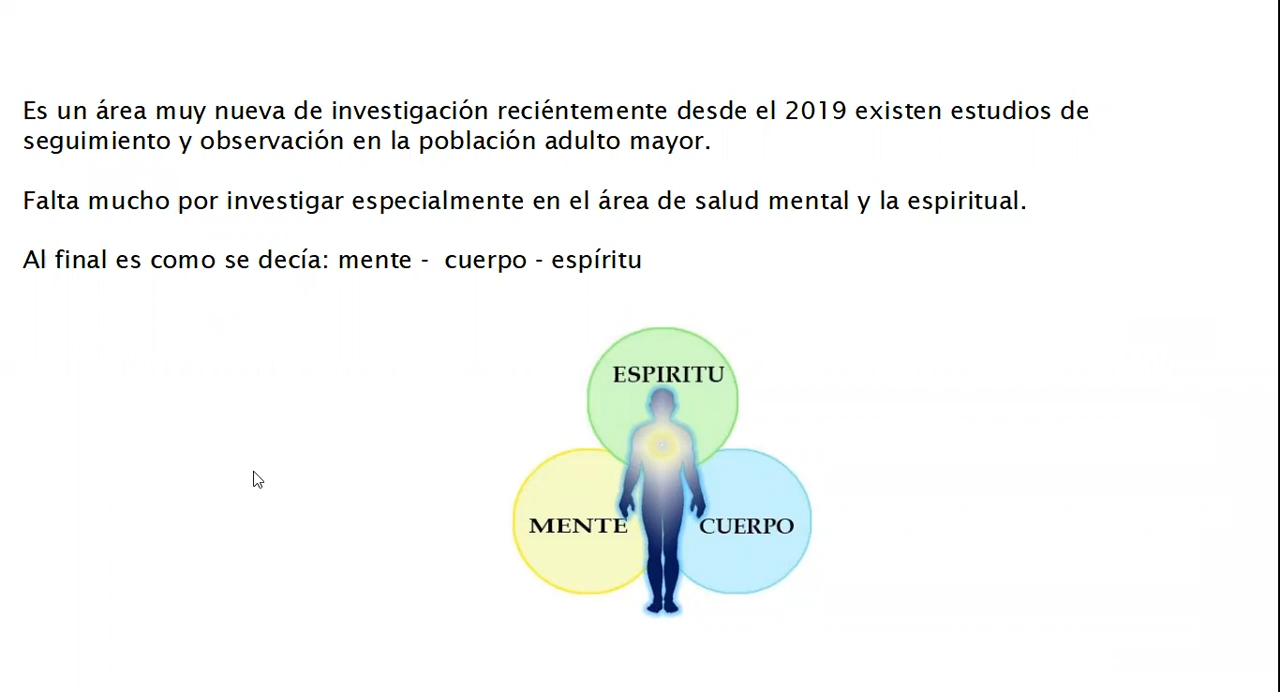 Es un área muy nueva de investigación reciéntemente desde el 2019 existen estudios de
seguimiento y observación en la población adulto mayor.
Falta mucho por investigar especialmente en el área de salud mental y la espiritual.
Al final es como se decía: mente -  cuerpo - espíritu
ESPIRITU
MENTE
CUERPO